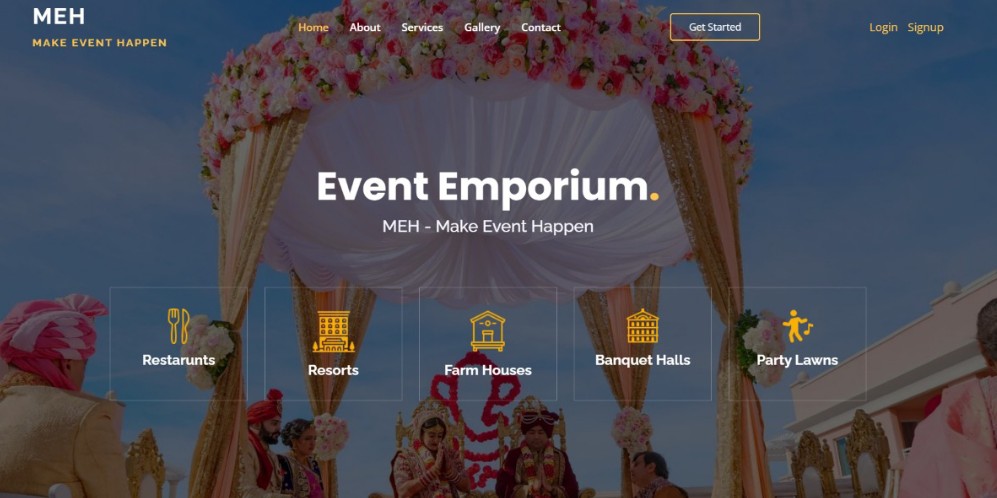 MEH
MAKE EVENT HAPPEN
Home About Services Gallery Contact
Get Started
Login Signup
Event Emporium.
MEH - Make Event Happen
Restarunts
Resorts
Farm Houses
Banquet Halls
Party Lawns